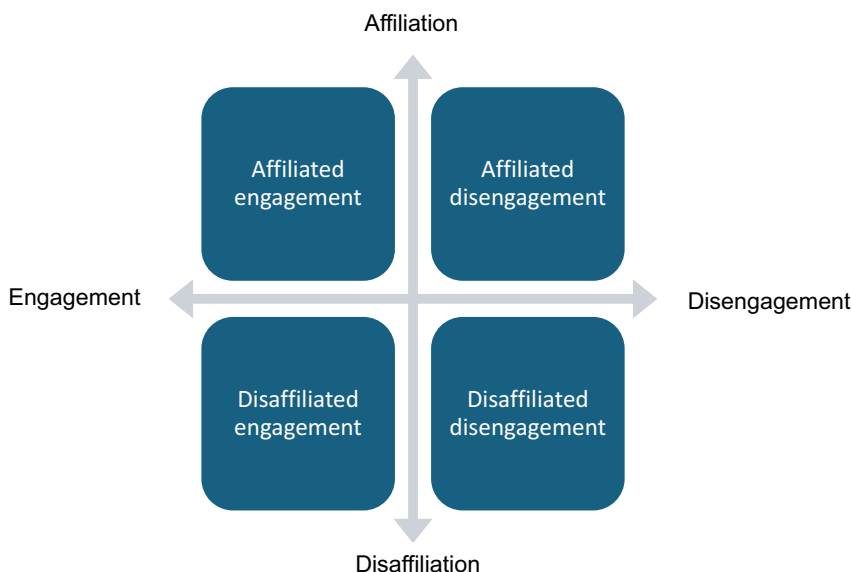 Affiliation
Affiliated
engagement
Affiliated
disengagement
Engagement
Disengagement
Disaffiliated
engagement
Disaffiliated
disengagement
Disaffiliation